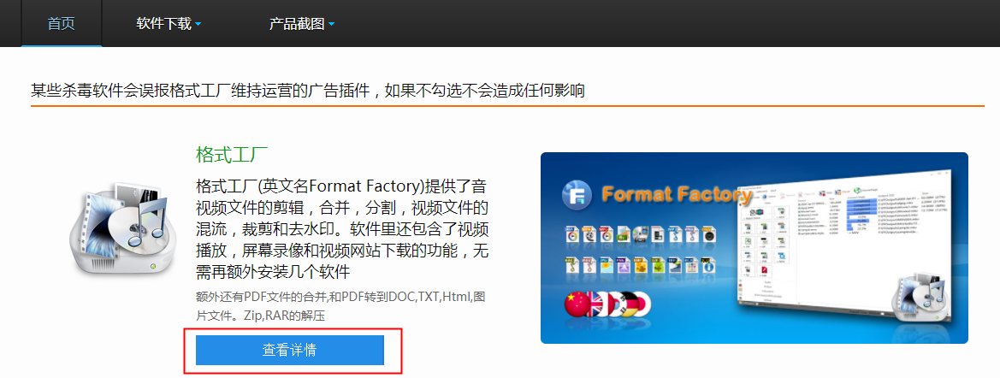 首页
软件下载
产品截图
某些杀毒软件会误报格式工厂维持运营的广告插件，如果不勾选不会造成任何影响
格式工厂
格式工厂(英文名Format Factory)提供了音
视频文件的剪辑，合并，分割，视频文件的
混流，裁剪和去水印。软件里还包含了视频
播放，屏幕录像和视频网站下载的功能，无
需再额外安装几个软件
额外还有PDF文件的合并,和PDF转到DOC,TXT,Html,图
片文件。Zip,RAR的解压
查看详情
Format Factory